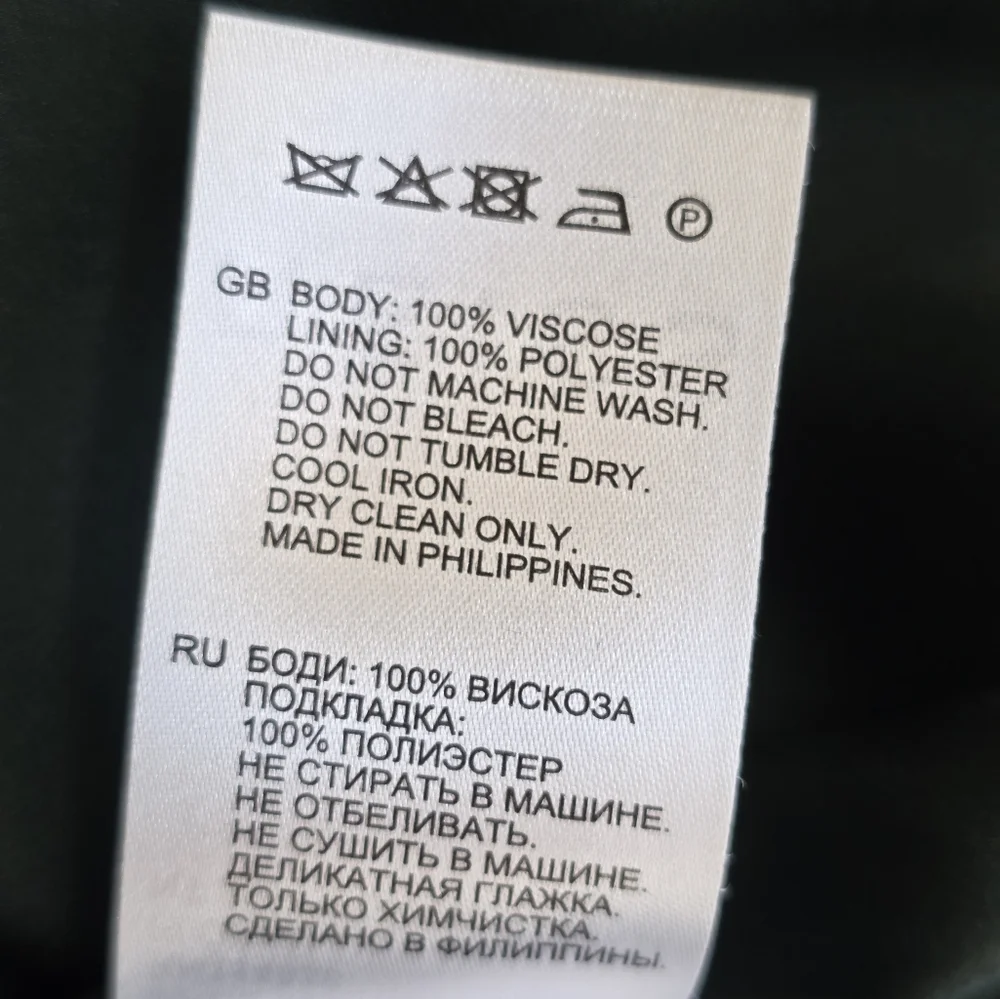 P
GB BODY: 100% VISCOSE
LINING: 100% POLYESTER
DO NOT MACHINE WASH.
DO NOT BLEACH.
DO NOT TUMBLE DRY.
COOL IRON.
DRY CLEAN ONLY.
MADE IN PHILIPPINES.
RU БОДИ: 100% ВИСКОЗА
ПОДКЛАДКА:
100% ПОЛИЭСТЕР
НЕ СТИРАТЬ В МАШИНЕ.
НЕ ОТБЕЛИВАТЬ.
НЕ СУШИТЬ В МАШИНЕ.
ДЕЛИКАТНАЯ ГЛАЖКА.
ТОЛЬКО ХИМЧИСТКА.
СДЕЛАНО В ФИЛИППИНЫ.